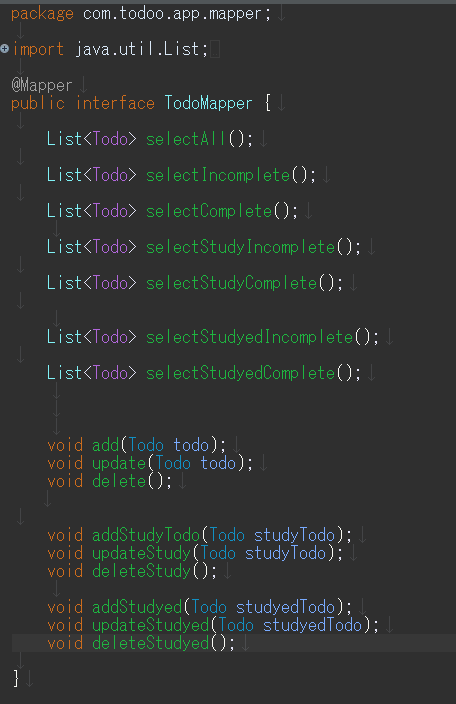 package com.todoo.app.mapper;
import java.util.List;
@Mapper
public interface TodoMapper {
List<Todo> selectAll();
List<Todo> selectIncomplete();
List<Todo> selectComplete();
List<Todo> selectStudyIncomplete();
List<Todo> selectStudyComplete();
List<Todo> selectStudyedIncomplete();
List<Todo> selectStudyedComplete();
void add(Todo todo);
void update(Todo todo);
void delete();
void addStudyTodo(Todo studyTodo);
void updateStudy(Todo studyTodo);
void deleteStudy();
void addStudyed(Todo studyedTodo);
void updateStudyed(Todo studyedTodo);
void deleteStudyed();
}